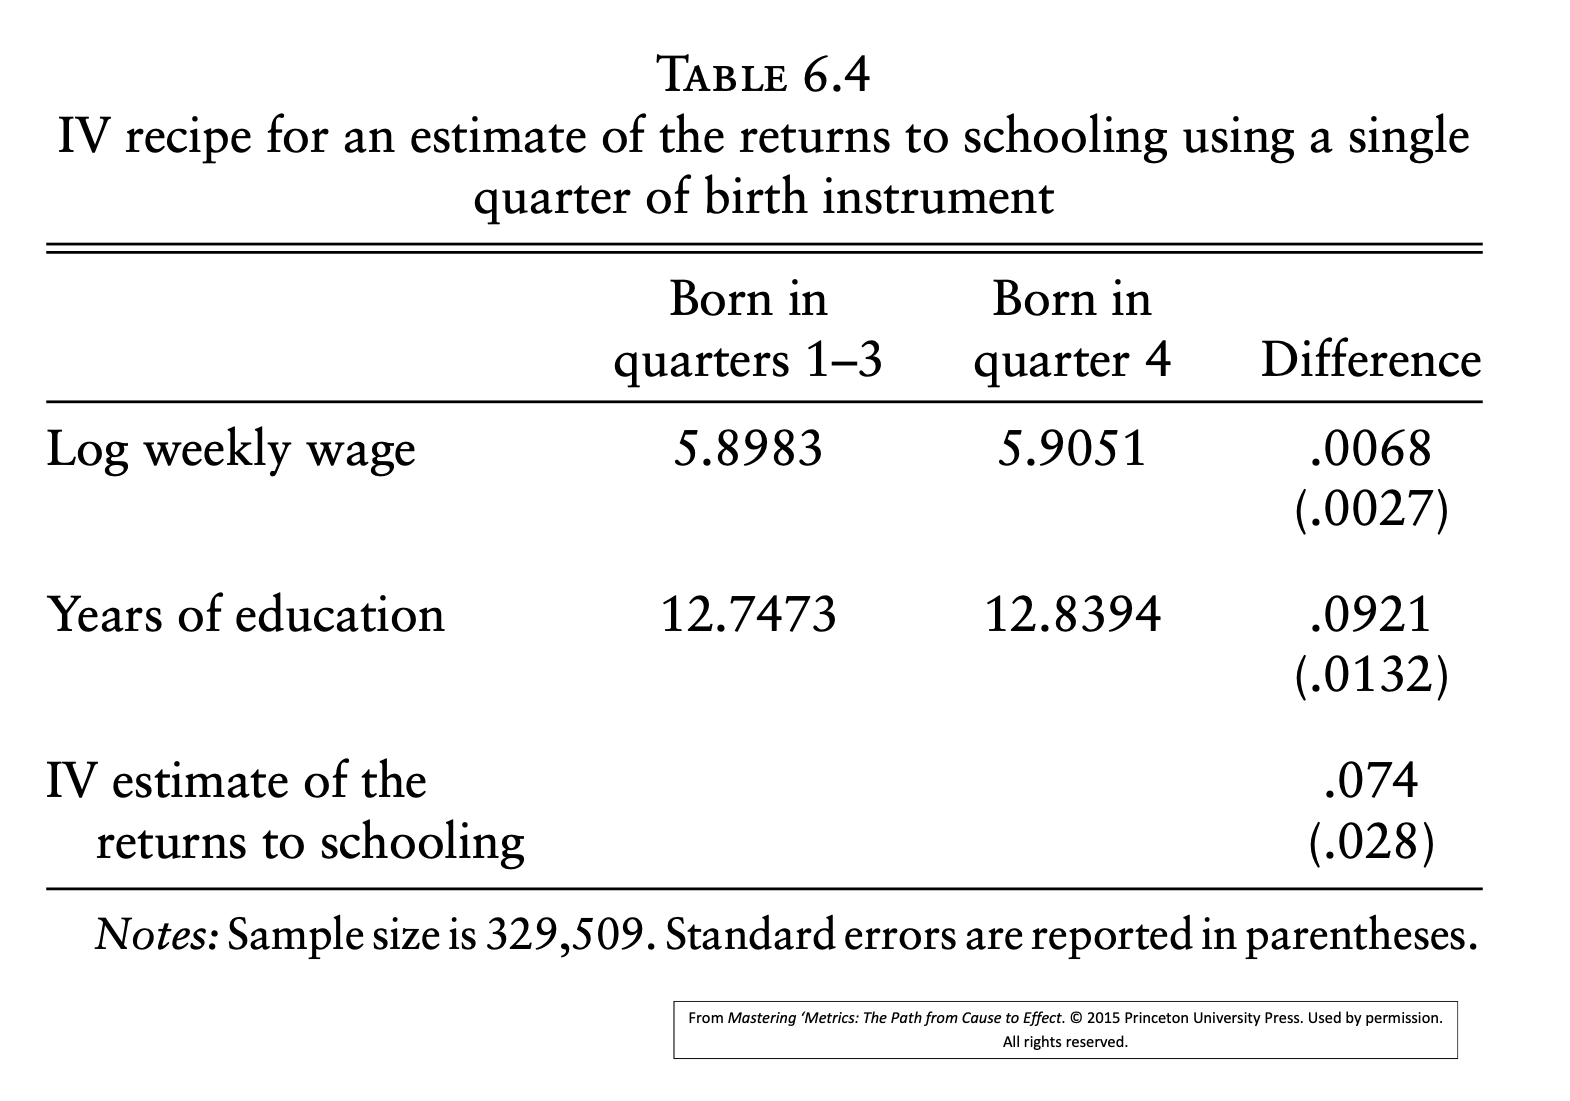 TABLE 6.4
IV recipe for an estimate of the returns to schooling using a single
quarter of birth instrument
Born in Born in
quarters 1–3 quarter 4 Difference
Log weekly wage 5.8983 5.9051 .0068
(.0027)
Years of education 12.7473 12.8394 .0921
(.0132)
IV estimate of the .074
returns to schooling (.028)
Notes: Sample size is 329,509. Standard errors are reported in parentheses.
From Mastering ‘Metrics: The Path from Cause to Effect. © 2015 Princeton University Press. Used by permission.
All rights reserved.